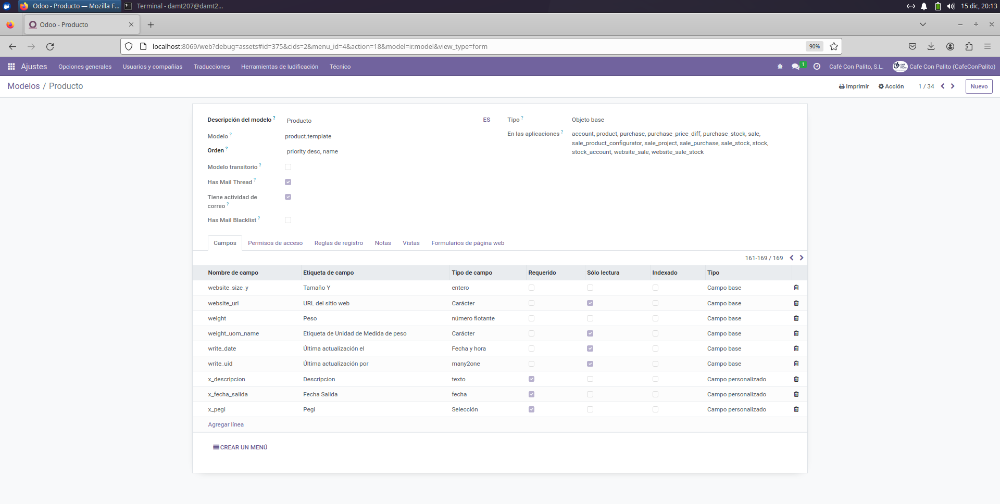 Odoo - Producto — Mozilla F...
Terminal - damt207@damt2...
15 dic, 20:13
Odoo - Producto
localhost:8069/web?debug=assets#id=375&cids=2&menu_id=4&action=18&model=ir.model&view_type=form
90%
Ajustes
Opciones generales
Usuarios y compañías
Traducciones
Herramientas de ludificación
Técnico
1
Café Con Palito, S.L.
Cafe Con Palito (CafeConPalito)
Modelos / Producto
Imprimir
Acción
1 / 34
Nuevo
Descripción del modelo ?
Producto
ES
Modelo ?
product.template
Orden ?
priority desc, name
Modelo transitorio ?
Has Mail Thread ?
Tiene actividad de
correo ?
Has Mail Blacklist ?
Tipo ?
Objeto base
En las aplicaciones ?
account, product, purchase, purchase_price_diff, purchase_stock, sale,
sale_product_configurator, sale_project, sale_purchase, sale_stock, stock,
stock_account, website_sale, website_sale_stock
Campos
Permisos de acceso
Reglas de registro
Notas
Vistas
Formularios de página web
161-169 / 169
Nombre de campo Etiqueta de campo Tipo de campo Requerido Sólo lectura Indexado Tipo
website_size_y Tamaño Y entero Campo base
website_url URL del sitio web Carácter Campo base
weight Peso número flotante Campo base
weight_uom_name Etiqueta de Unidad de Medida de peso Carácter Campo base
write_date Última actualización el Fecha y hora Campo base
write_uid Última actualización por many2one Campo base
x_descripcion Descripcion texto Campo personalizado
x_fecha_salida Fecha Salida fecha Campo personalizado
x_pegi Pegi Selección Campo personalizado
Agregar línea
CREAR UN MENÚ